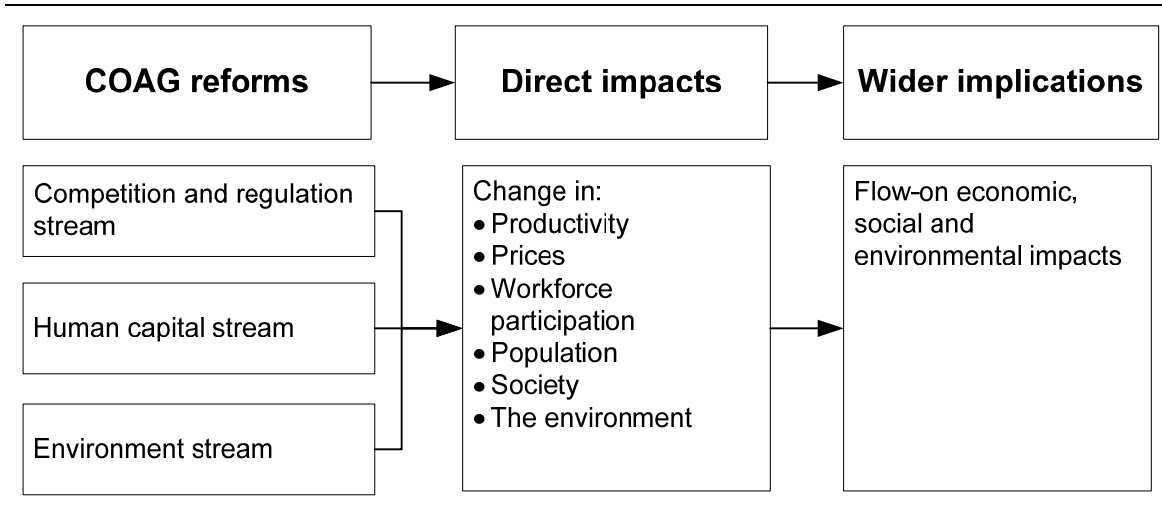 COAG reforms
Direct impacts
Wider implications
Competition and regulation
stream
Human capital stream
Environment stream
Change in:
• Productivity
• Prices
• Workforce
participation
• Population
• Society
• The environment
Flow-on economic,
social and
environmental impacts